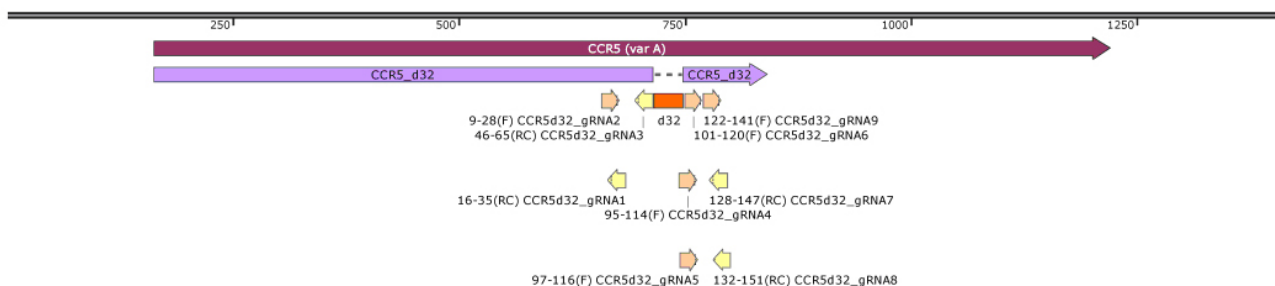 250 500 750 1000 1250
CCR5 (var A)
CCR5_d32 CCR5_d32
9-28(F) CCR5d32_gRNA2 d32 122-141(F) CCR5d32_gRNA9
46-65(RC) CCR5d32_gRNA3 101-120(F) CCR5d32_gRNA6
16-35(RC) CCR5d32_gRNA1 128-147(RC) CCR5d32_gRNA7
95-114(F) CCR5d32_gRNA4
97-116(F) CCR5d32_gRNA5 132-151(RC) CCR5d32_gRNA8